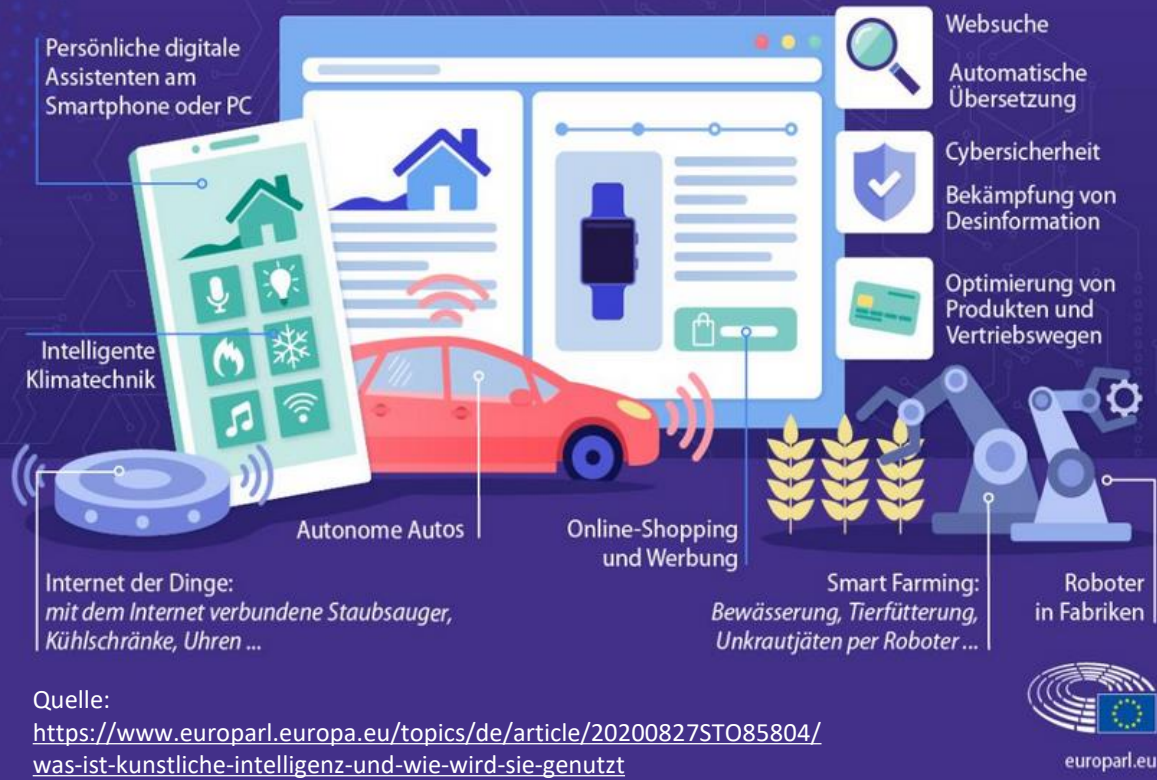 Persönliche digitale
Assistenten am
Smartphone oder PC
Websuche
Automatische
Übersetzung
Cybersicherheit
Bekämpfung von
Desinformation
Optimierung von
Produkten und
Vertriebswegen
Intelligente
Klimatechnik
Autonome Autos
Online-Shopping
und Werbung
Internet der Dinge:
mit dem Internet verbundene Staubsauger,
Kühlschränke, Uhren ...
Smart Farming:
Bewässerung, Tierfütterung,
Unkrautjäten per Roboter ...
Roboter
in Fabriken
Quelle:
https://www.europarl.europa.eu/topics/de/article/20200827STO85804/
was-ist-kunstliche-intelligenz-und-wie-wird-sie-genutzt
europarl.eu